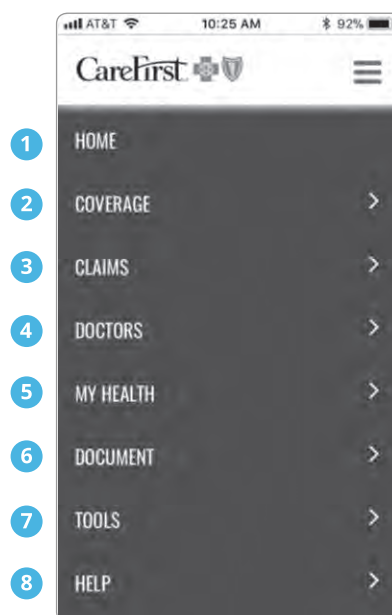 AT&T 10:25 AM 92%
CareFirst
1 HOME
2 COVERAGE
3 CLAIMS
4 DOCTORS
5 MY HEALTH
6 DOCUMENT
7 TOOLS
8 HELP